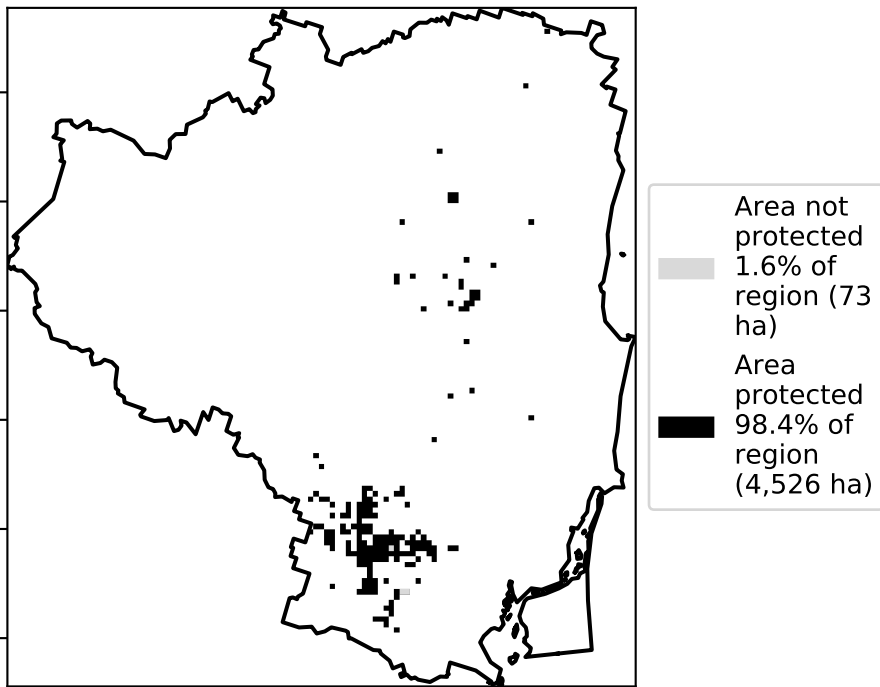 Area not
protected
1.6% of
region (73
ha)
Area
protected
98.4% of
region
(4,526 ha)